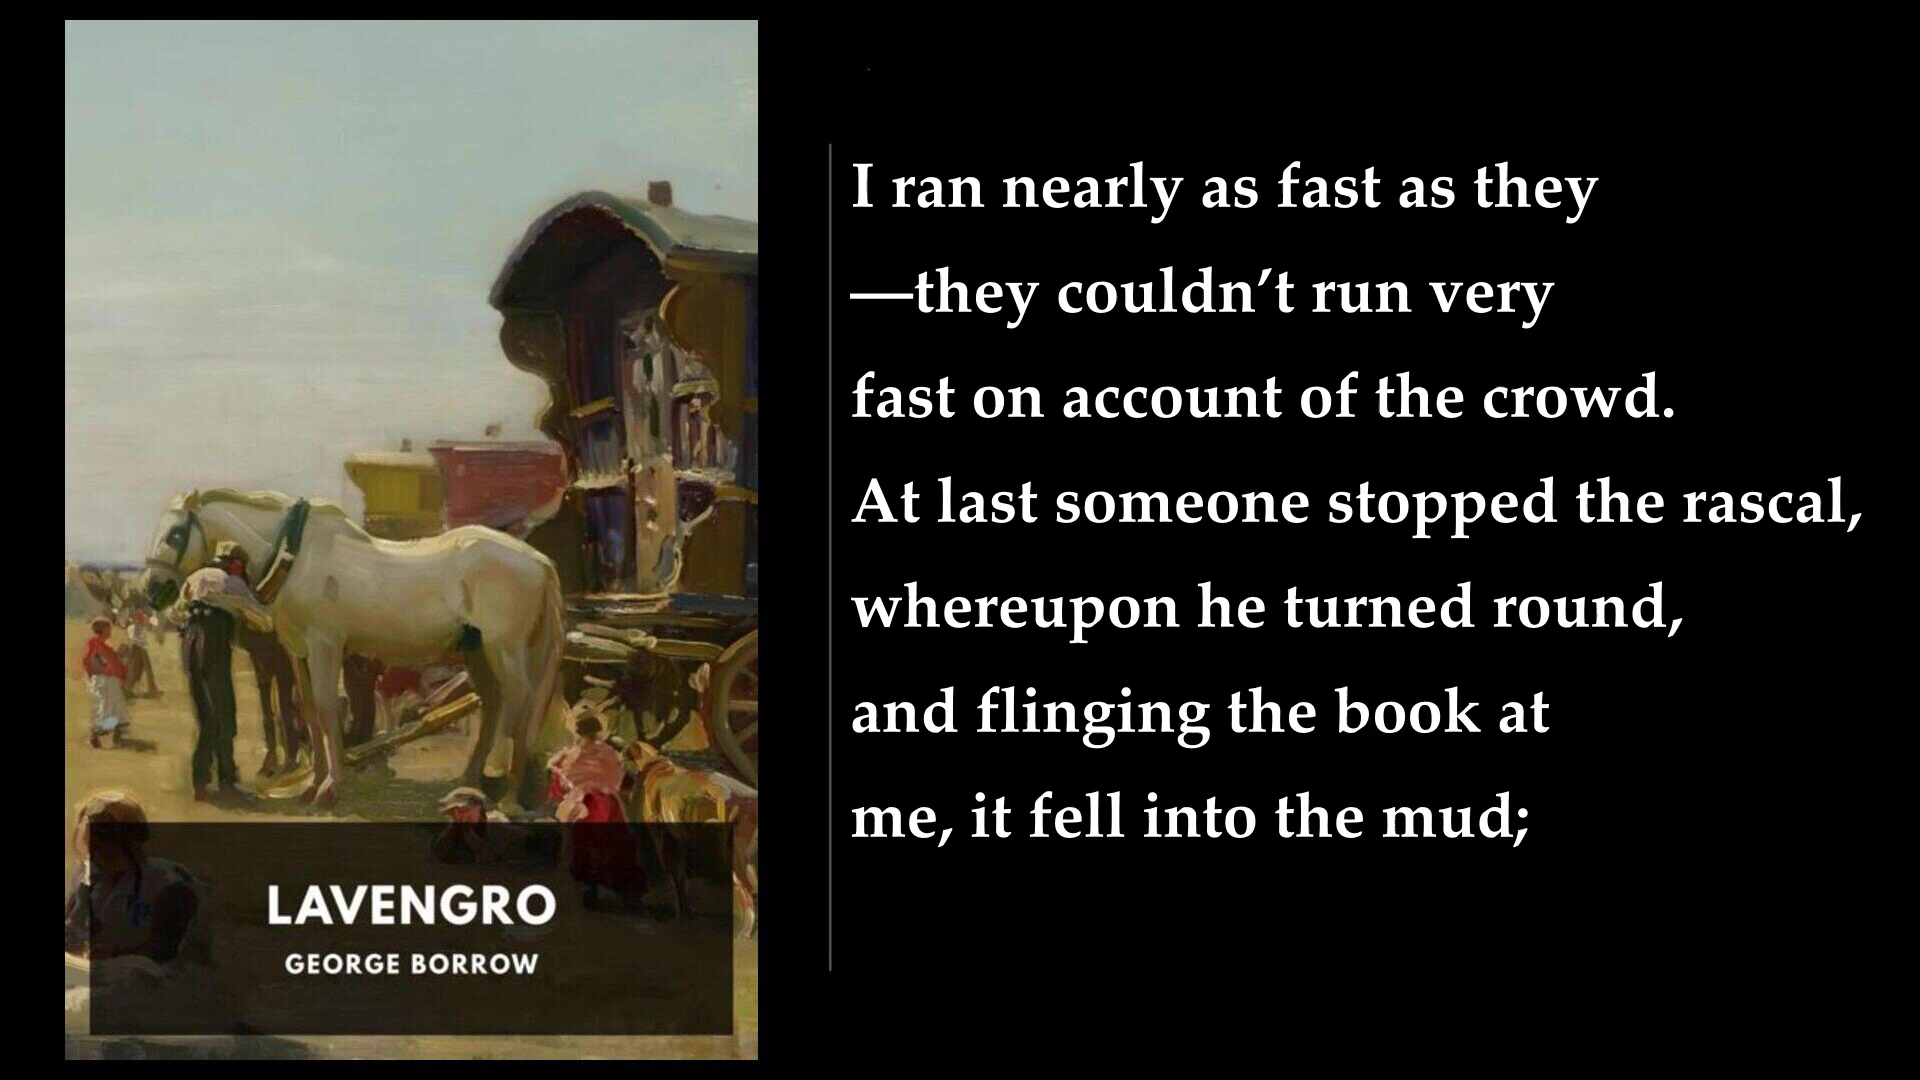 I ran nearly as fast as they
—they couldn’t run very
fast on account of the crowd.
At last someone stopped the rascal,
whereupon he turned round,
and flinging the book at
me, it fell into the mud;
LAVENGRO
GEORGE BORROW